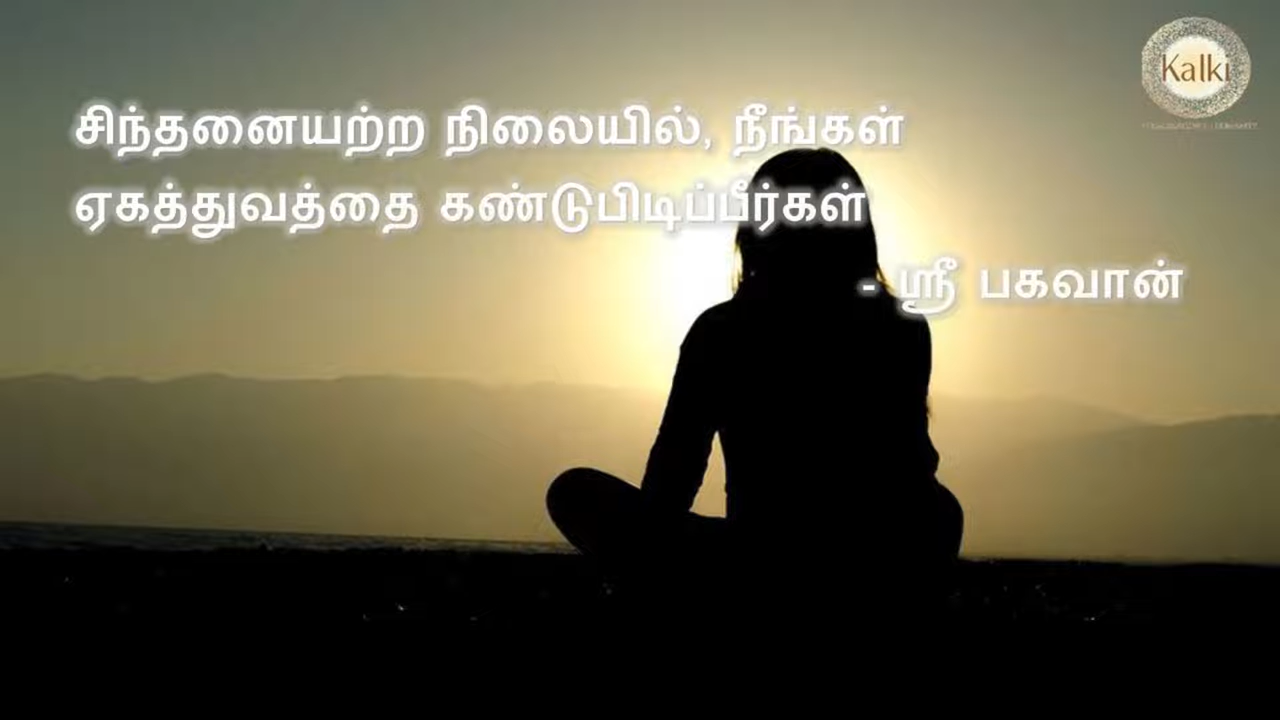 Kalki
சிந்தனையற்ற நிலையில், நீங்கள்
ஏகத்துவத்தை கண்டுபிடிப்பீர்கள்
- ஸ்ரீ பகவான்